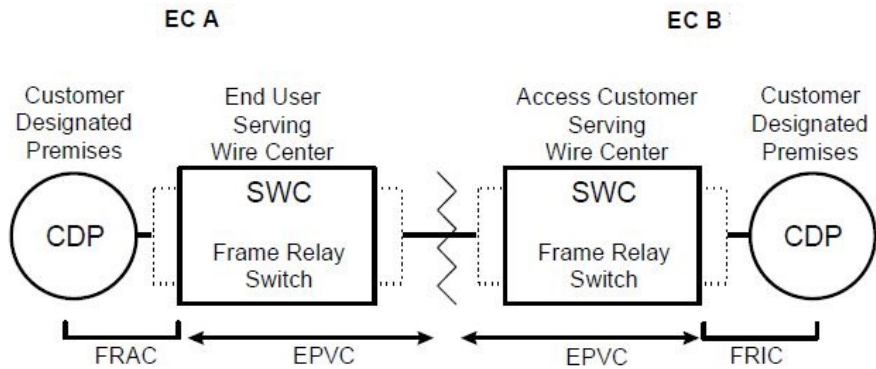 EC A
EC B
Customer
Designated
Premises
End User
Serving
Wire Center
Access Customer
Serving
Wire Center
Customer
Designated
Premises
CDP
SWC
Frame Relay
Switch
SWC
Frame Relay
Switch
CDP
FRAC
EPVC
EPVC
FRIC